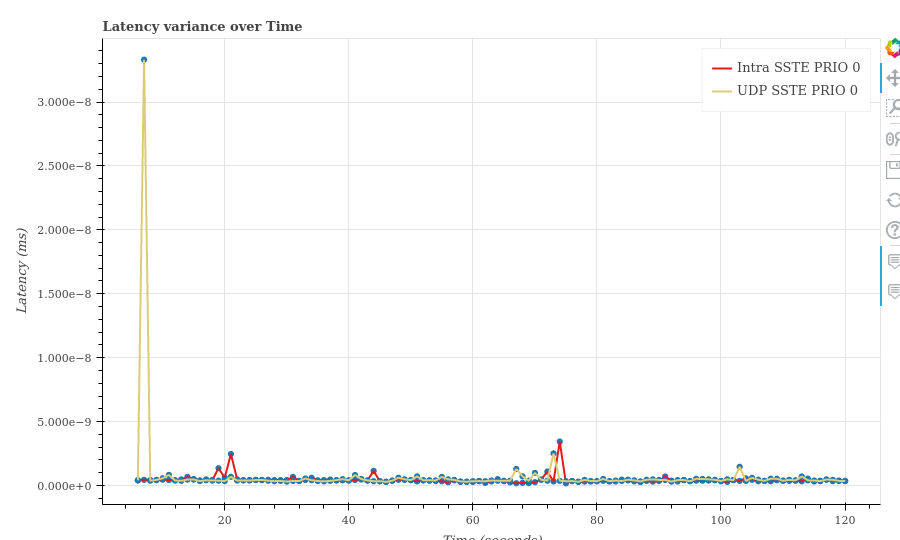 Latency variance over Time
Intra SSTE PRIO 0
UDP SSTE PRIO 0
Latency (ms)
3.000e−8
2.500e−8
2.000e−8
1.500e−8
1.000e−8
5.000e−9
0.000e+0
20 40 60 80 100 120
Time (seconds)